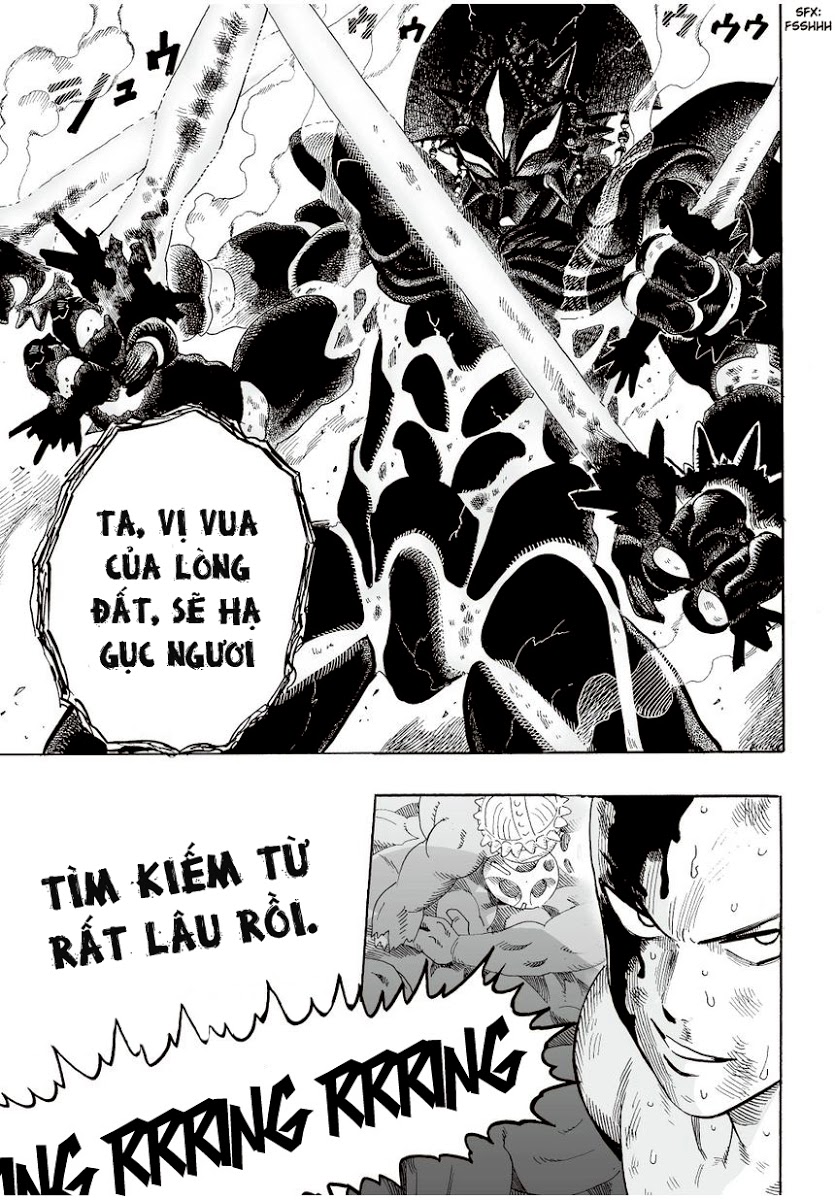 SFX:
FSSHHH
シュウ
ウウウ
TA, VỊ VUA
CỦA LÒNG
ĐẤT, SẼ HẠ
GỤC NGƯƠI
TÌM KIẾM TỪ
RẤT LÂU RỒI.
RRRING RRRING